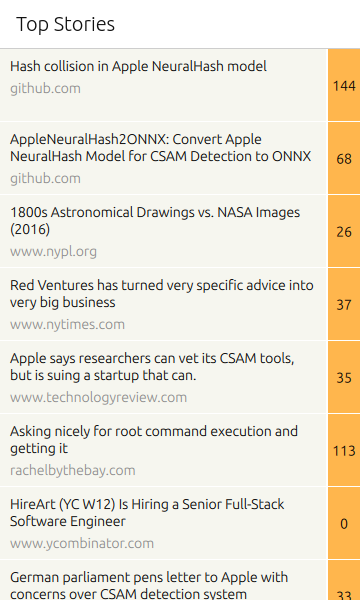 Top Stories
Hash collision in Apple NeuralHash model
github.com
144
AppleNeuralHash2ONNX: Convert Apple
NeuralHash Model for CSAM Detection to ONNX
github.com
68
1800s Astronomical Drawings vs. NASA Images
(2016)
www.nypl.org
26
Red Ventures has turned very specific advice into
very big business
www.nytimes.com
37
Apple says researchers can vet its CSAM tools,
but is suing a startup that can.
www.technologyreview.com
35
Asking nicely for root command execution and
getting it
rachelbythebay.com
113
HireArt (YC W12) Is Hiring a Senior Full-Stack
Software Engineer
www.ycombinator.com
0
German parliament pens letter to Apple with
concerns over CSAM detection system
33